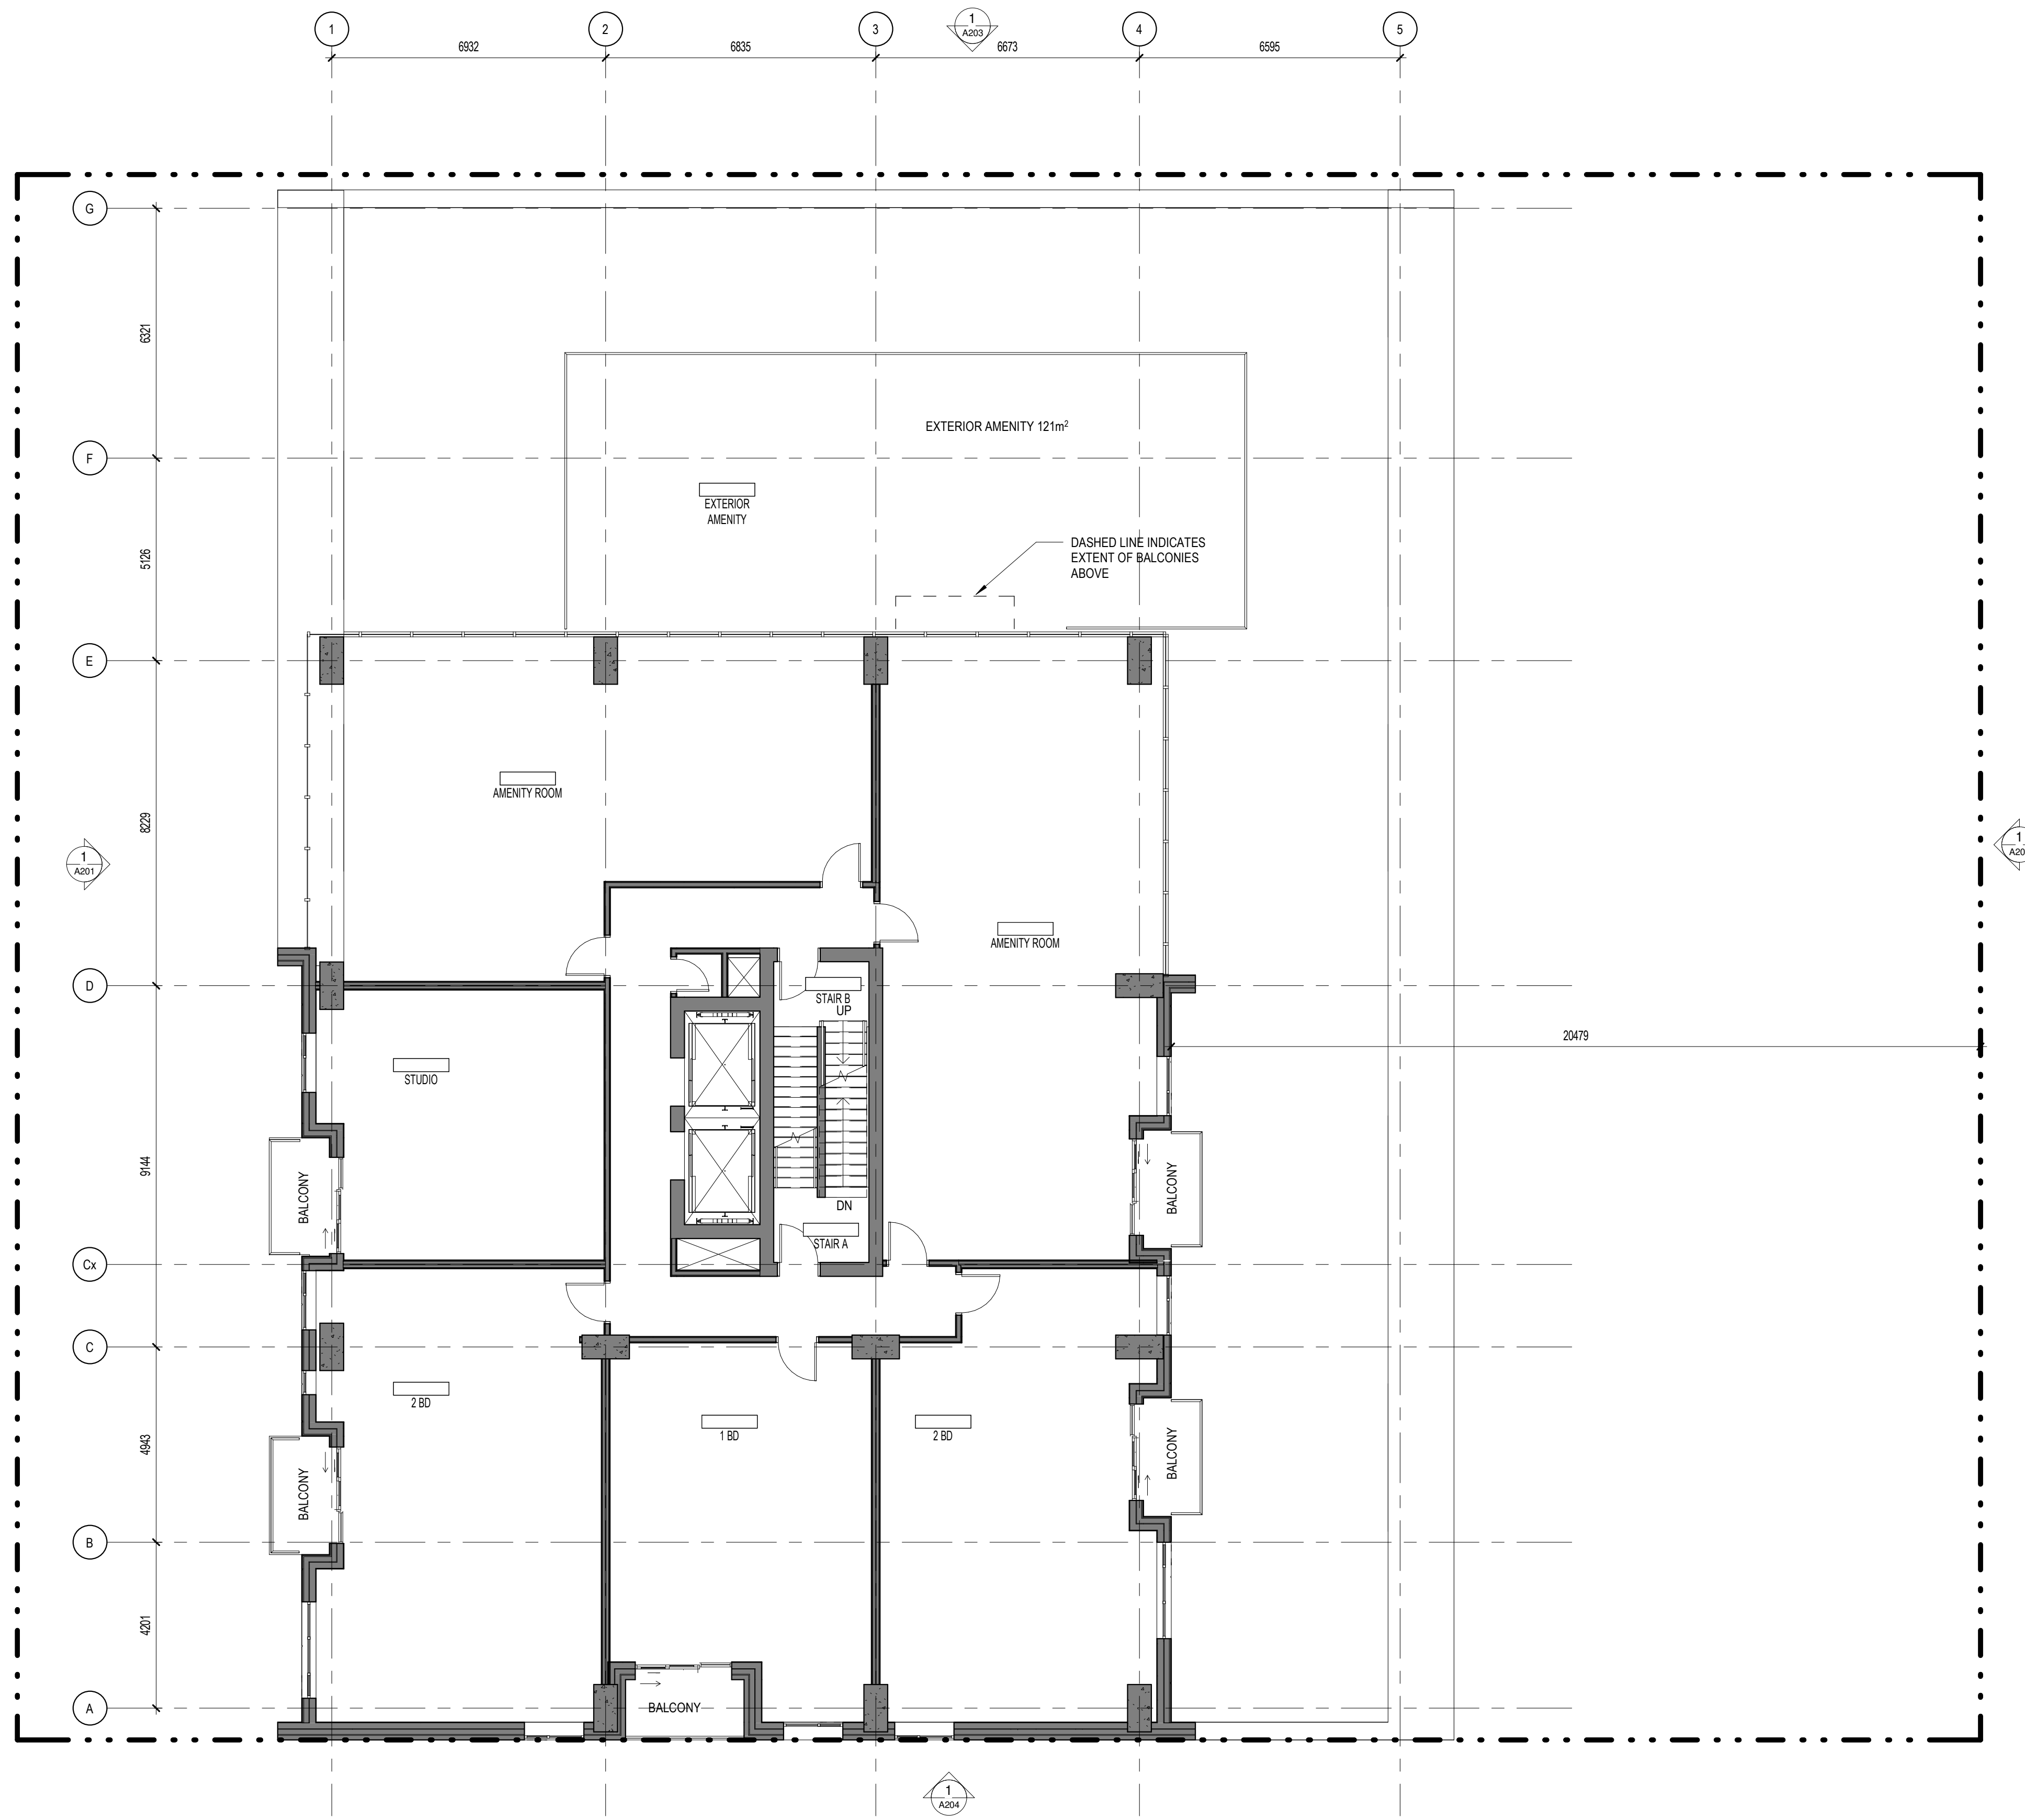 1
2
3
1
A203
4
5
6932
6835
6673
6595
G
6321
EXTERIOR AMENITY 121m²
F
EXTERIOR
AMENITY
5126
DASHED LINE INDICATES
EXTENT OF BALCONIES
ABOVE
E
8229
AMENITY ROOM
1
A201
1
AMENITY ROOM
D
STAIR B
UP
20479
STUDIO
9144
BALCONY
BALCONY
DN
STAIR A
Cx
C
2 BD
1 BD
2 BD
4943
BALCONY
BALCONY
B
4201
A
BALCONY
1
A204